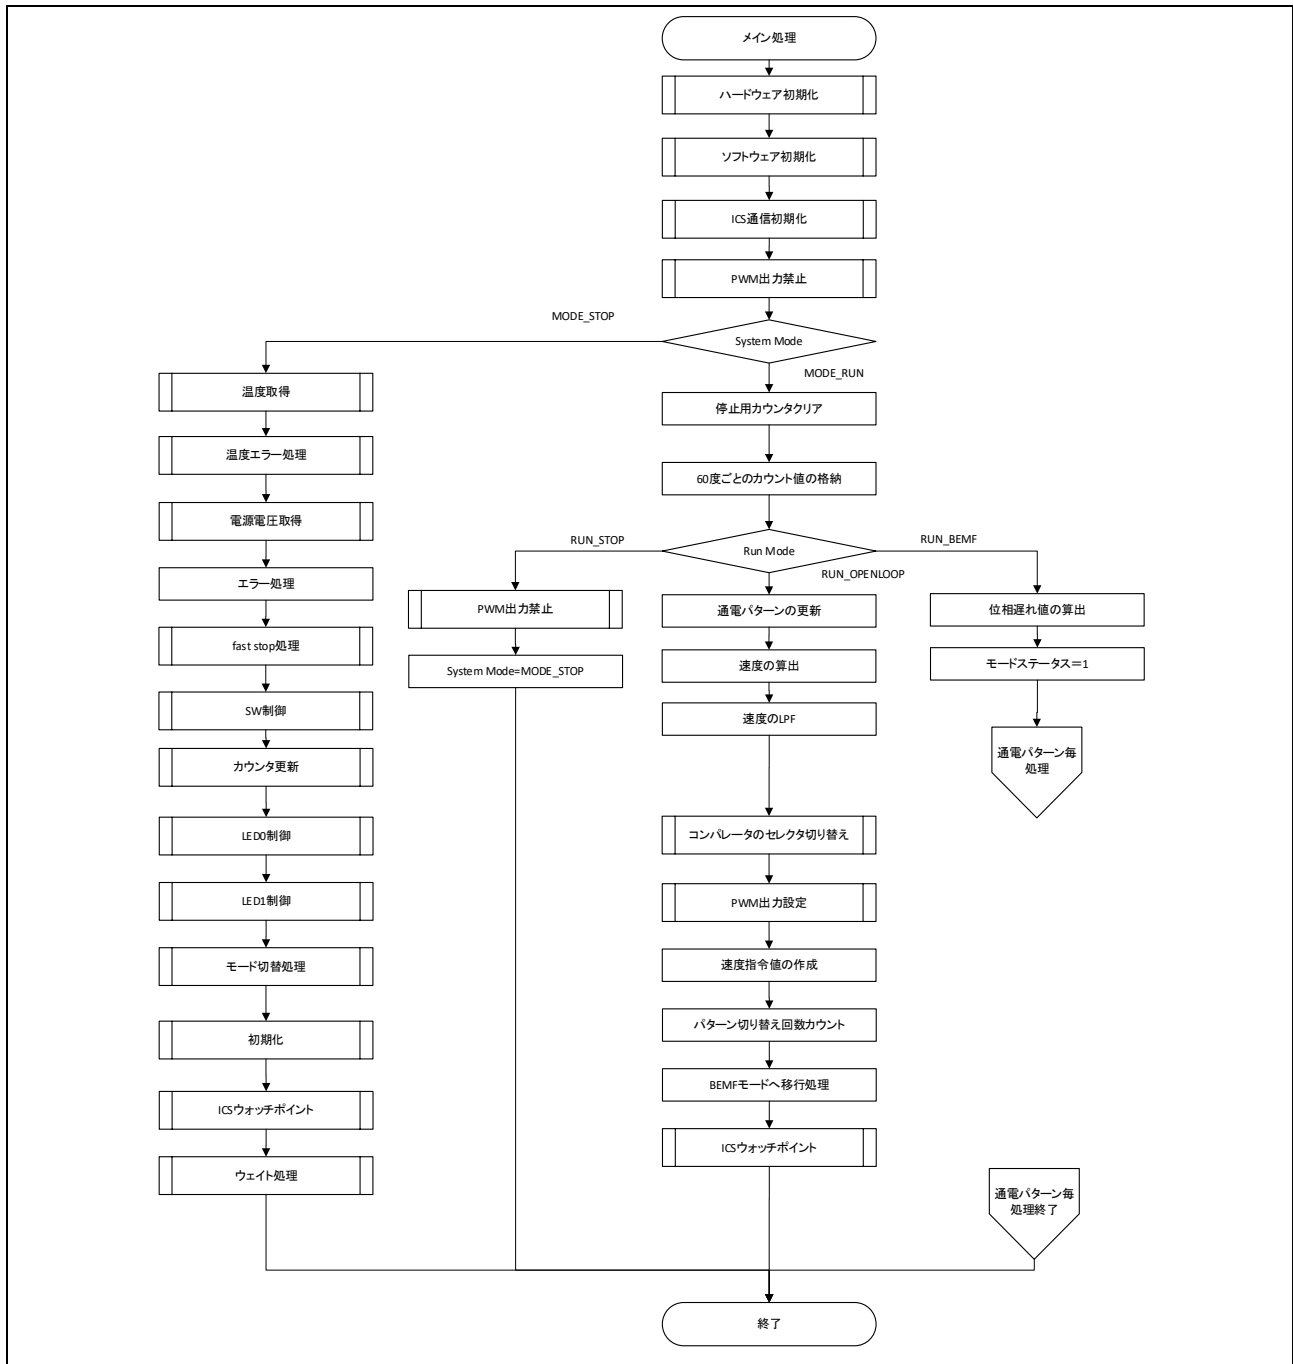 メイン処理
ハードウェア初期化
ソフトウェア初期化
ICS通信初期化
PWM出力禁止
System Mode
MODE_STOP
MODE_RUN
温度取得
温度エラー処理
電源電圧取得
エラー処理
fast stop処理
SW制御
カウンタ更新
LED0制御
LED1制御
モード切替処理
初期化
ICSウォッチポイント
ウェイト処理
停止用カウンタクリア
60度ごとのカウント値の格納
Run Mode
RUN_STOP
RUN_OPENLOOP
RUN_BEMF
PWM出力禁止
System Mode=MODE_STOP
通電パターンの更新
速度の算出
速度のLPF
コンパレータのセレクタ切り替え
PWM出力設定
速度指令値の作成
パターン切り替え回数カウント
BEMFモードへ移行処理
ICSウォッチポイント
位相遅れ値の算出
モードステータス＝1
通電パターン毎
処理
通電パターン毎
処理終了
終了